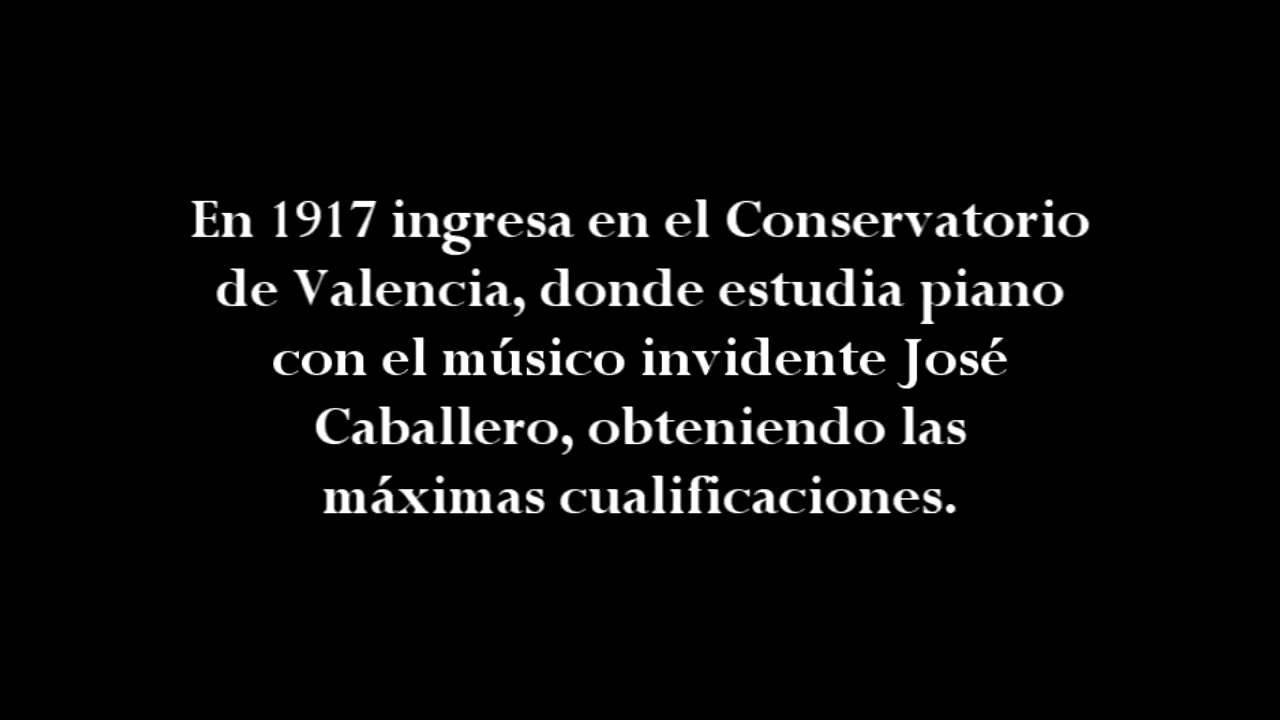 En 1917 ingresa en el Conservatorio
de Valencia, donde estudia piano
con el músico invidente José
Caballero, obteniendo las
máximas cualificaciones.